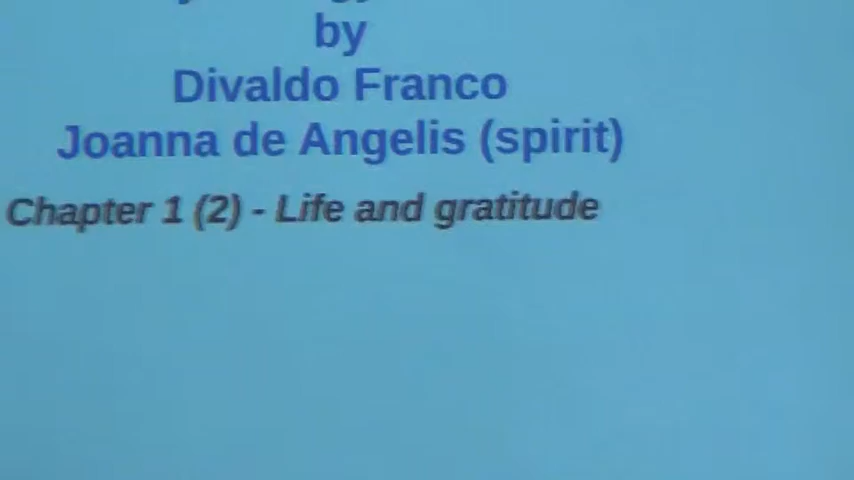 by
Divaldo Franco
Joanna de Angelis (spirit)
Chapter 1 (2) - Life and gratitude